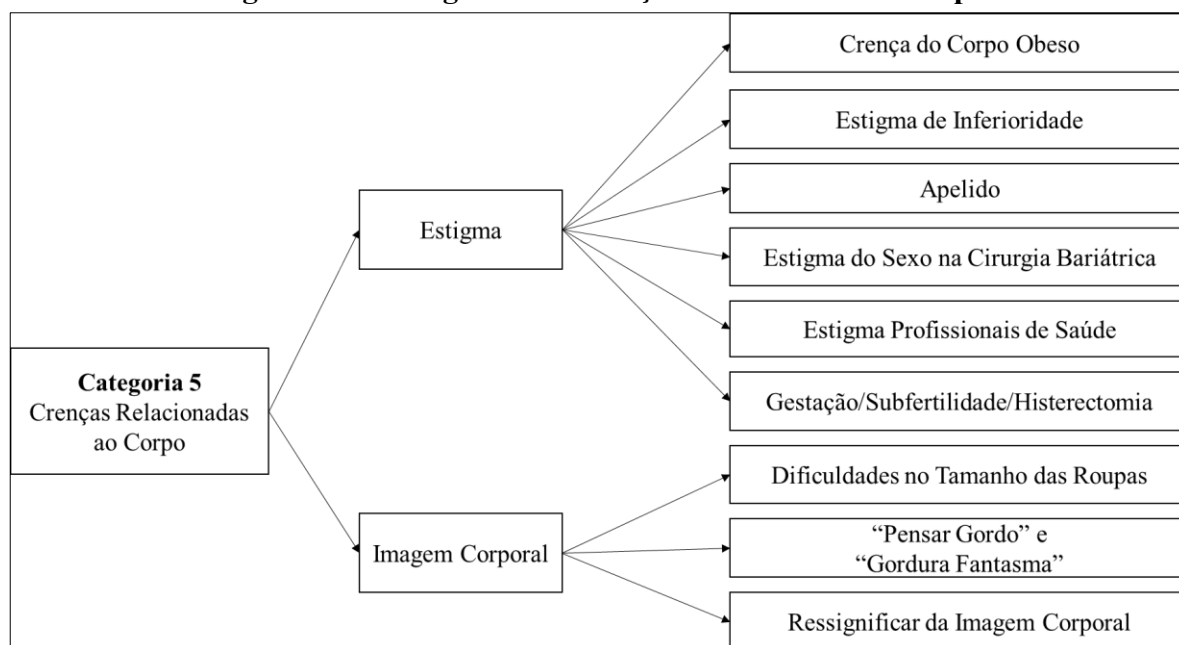 Crença do Corpo Obeso
Estigma de Inferioridade
Apelido
Estigma
Estigma do Sexo na Cirurgia Bariátrica
Estigma Profissionais de Saúde
Categoria 5
Crenças Relacionadas
ao Corpo
Gestação/Subfertilidade/Histerectomia
Dificuldades no Tamanho das Roupas
Imagem Corporal
“Pensar Gordo” e
“Gordura Fantasma”
Ressignificar da Imagem Corporal